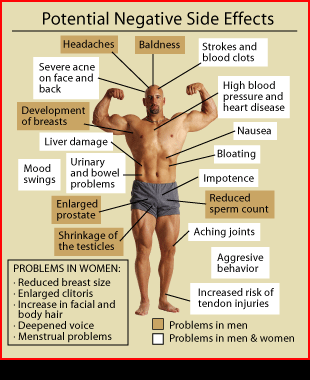 Potential Negative Side Effects
Headaches
Baldness
Strokes and
blood clots
Severe acne
on face and
back
High blood
pressure and
heart disease
Development
of breasts
Nausea
Liver damage
Bloating
Mood
swings
Urinary
and bowel
problems
Impotence
Enlarged
prostate
Reduced
sperm count
Shrinkage of
the testicles
Aching joints
Aggresive
behavior
PROBLEMS IN WOMEN:
· Reduced breast size
· Enlarged clitoris
· Increase in facial and
body hair
· Deepened voice
· Menstrual problems
Increased risk of
tendon injuries
Problems in men
Problems in men & women